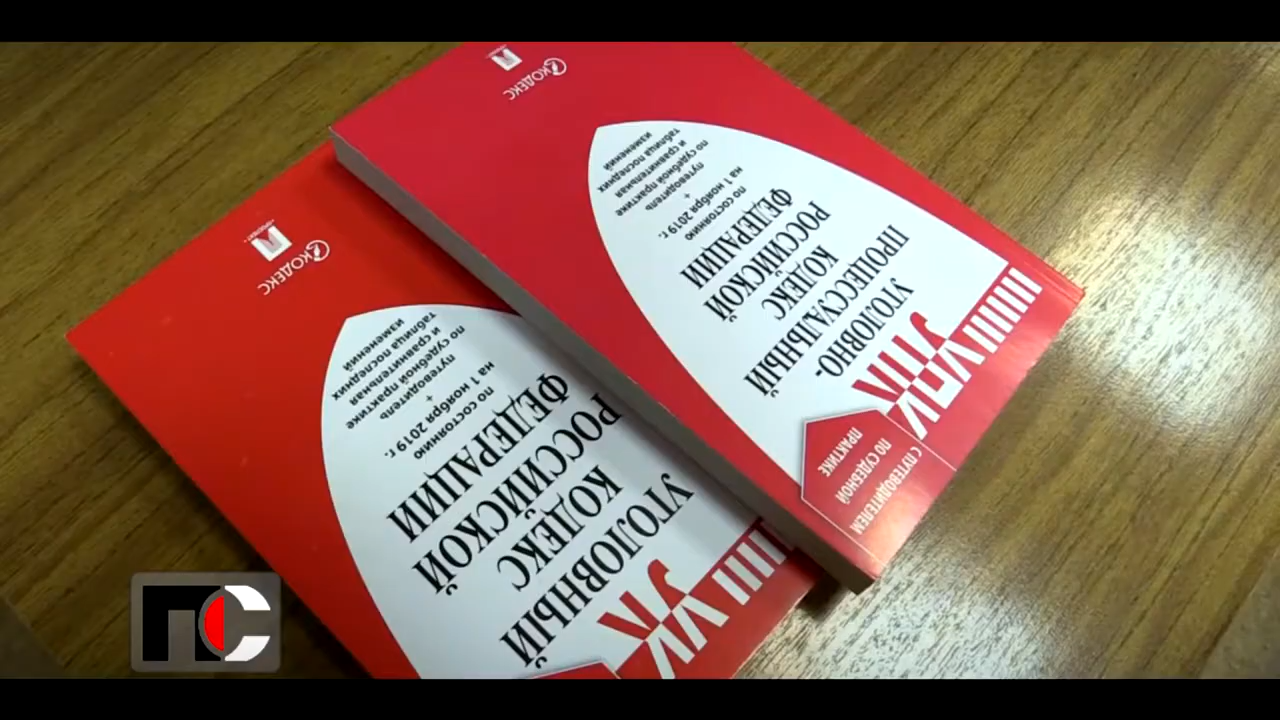 УПК
УПК
УГОЛОВНО-
ПРОЦЕССУАЛЬНЫЙ
КОДЕКС
РОССИЙСКОЙ
ФЕДЕРАЦИИ
по состоянию
на 1 ноября 2019 г.
+
путеводитель
по судебной практике
и сравнительная
таблица последних
изменений
С ПУТЕВОДИТЕЛЕМ
ПО СУДЕБНОЙ
ПРАКТИКЕ
КОДЕКС
УК
УК
УГОЛОВНЫЙ
КОДЕКС
РОССИЙСКОЙ
ФЕДЕРАЦИИ
по состоянию
на 1 ноября 2019 г.
+
путеводитель
по судебной практике
и сравнительная
таблица последних
изменений
КОДЕКС
ПС